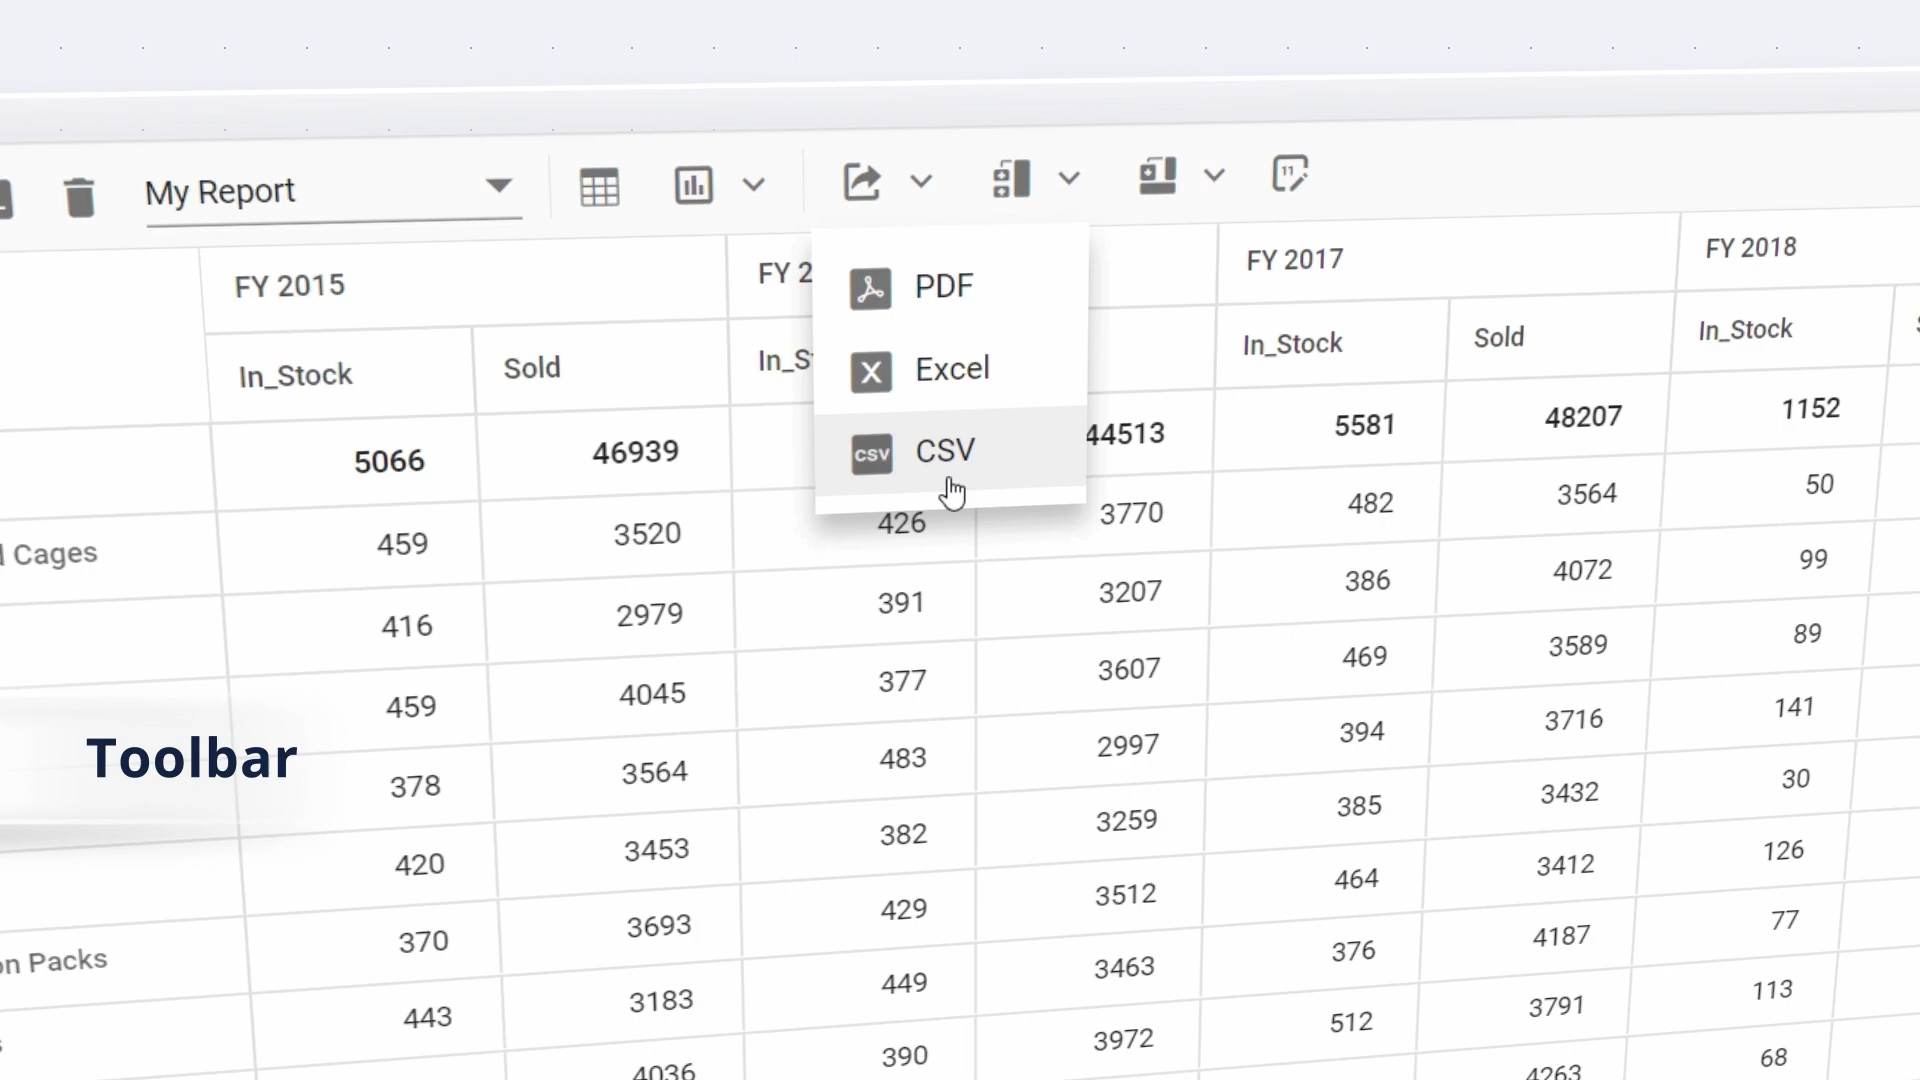 My Report
FY 2015 FY 2 FY 2017 FY 2018
In_Stock Sold In_S In_Stock Sold In_Stock
PDF
Excel
CSV CSV
5066 46939 44513 5581 48207 1152
Cages 459 3520 426 3770 482 3564 50
416 2979 391 3207 386 4072 99
459 4045 377 3607 469 3589 89
378 3564 483 2997 394 3716 141
420 3453 382 3259 385 3432 30
on Packs 370 3693 429 3512 464 3412 126
443 3183 449 3463 376 4187 77
4036 390 3972 512 3791 113
4263 68
Toolbar